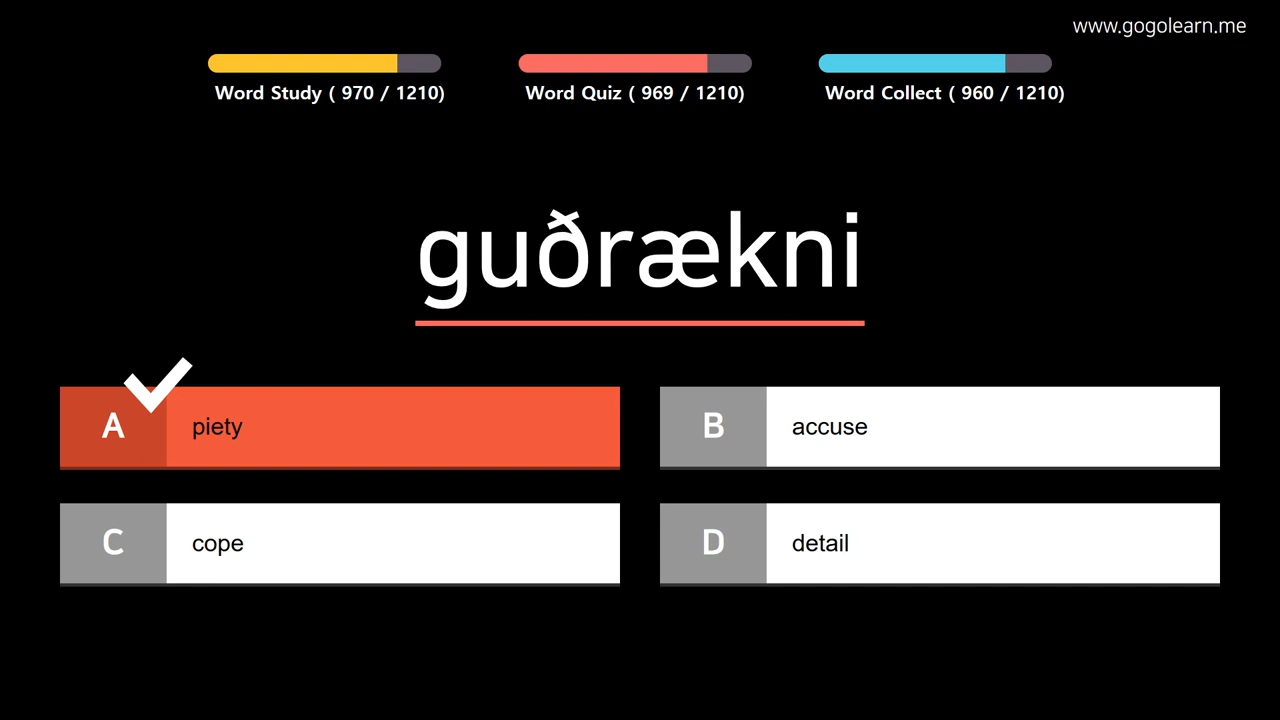 www.gogolearn.me
Word Study ( 970 / 1210)
Word Quiz ( 969 / 1210)
Word Collect ( 960 / 1210)
guðrækni
A piety
B accuse
C cope
D detail